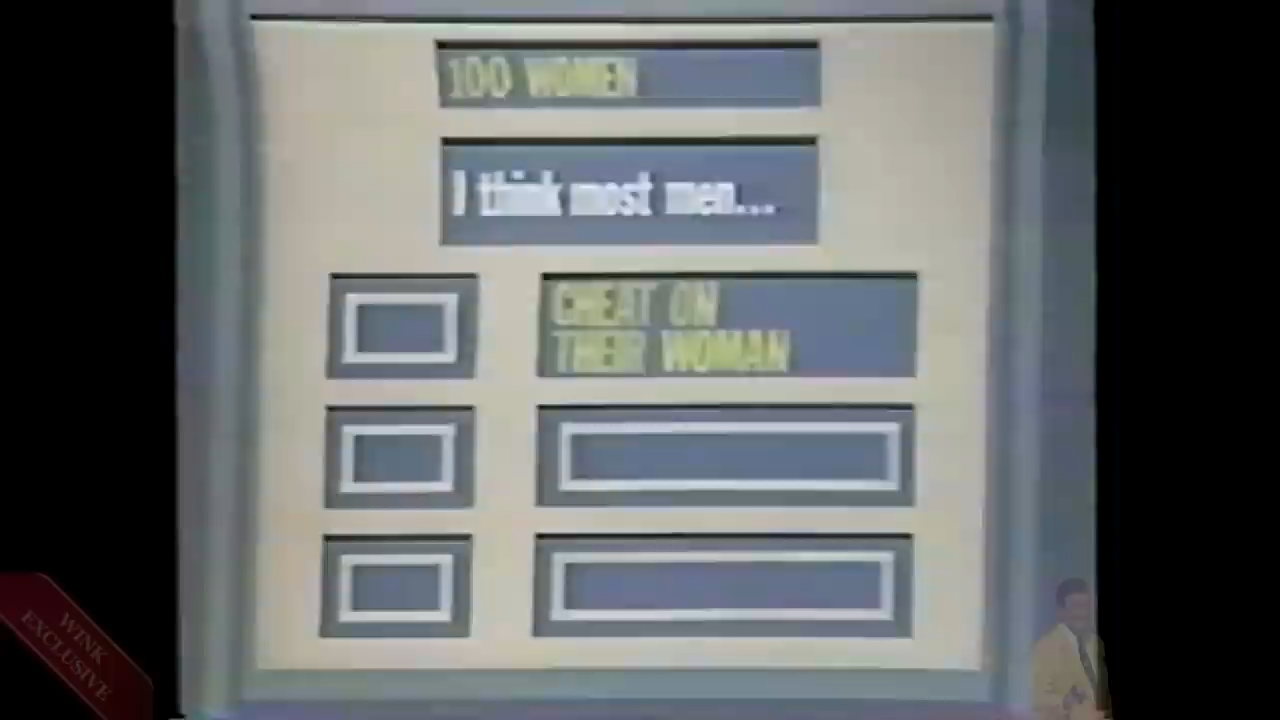 100 WOMEN
I think most men...
CHEAT ON
THEIR WOMAN
WINK
EXCLUSIVE